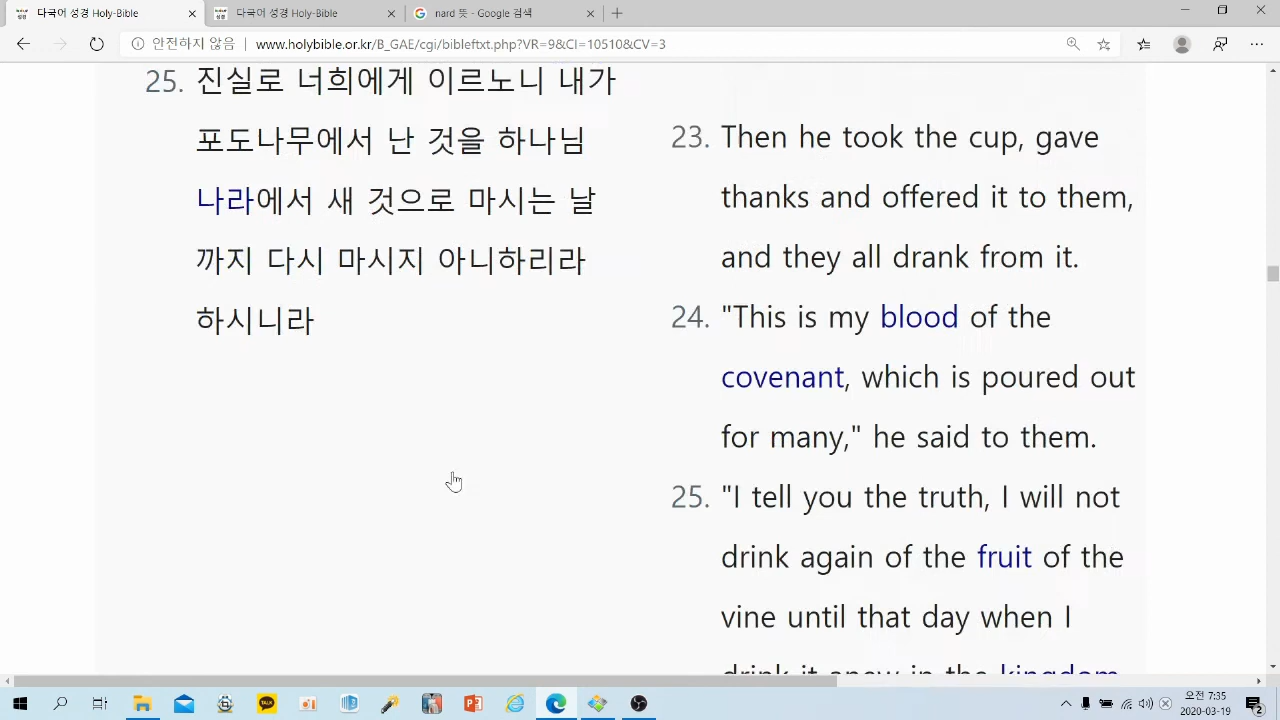 다국어 성경 Holy-Bible
다국어 성경 Holy-Bible
nard 뜻 - Google 검색
안전하지 않음 | www.holybible.or.kr/B_GAE/cgi/bibleftxt.php?VR=9&CI=10510&CV=3
25. 진실로 너희에게 이르노니 내가
포도나무에서 난 것을 하나님
나라에서 새 것으로 마시는 날
까지 다시 마시지 아니하리라
하시니라
23. Then he took the cup, gave
thanks and offered it to them,
and they all drank from it.
24. "This is my blood of the
covenant, which is poured out
for many," he said to them.
25. "I tell you the truth, I will not
drink again of the fruit of the
vine until that day when I
drink it anew in the kingdom
TALK
오전 7:35
2020-03-19
2